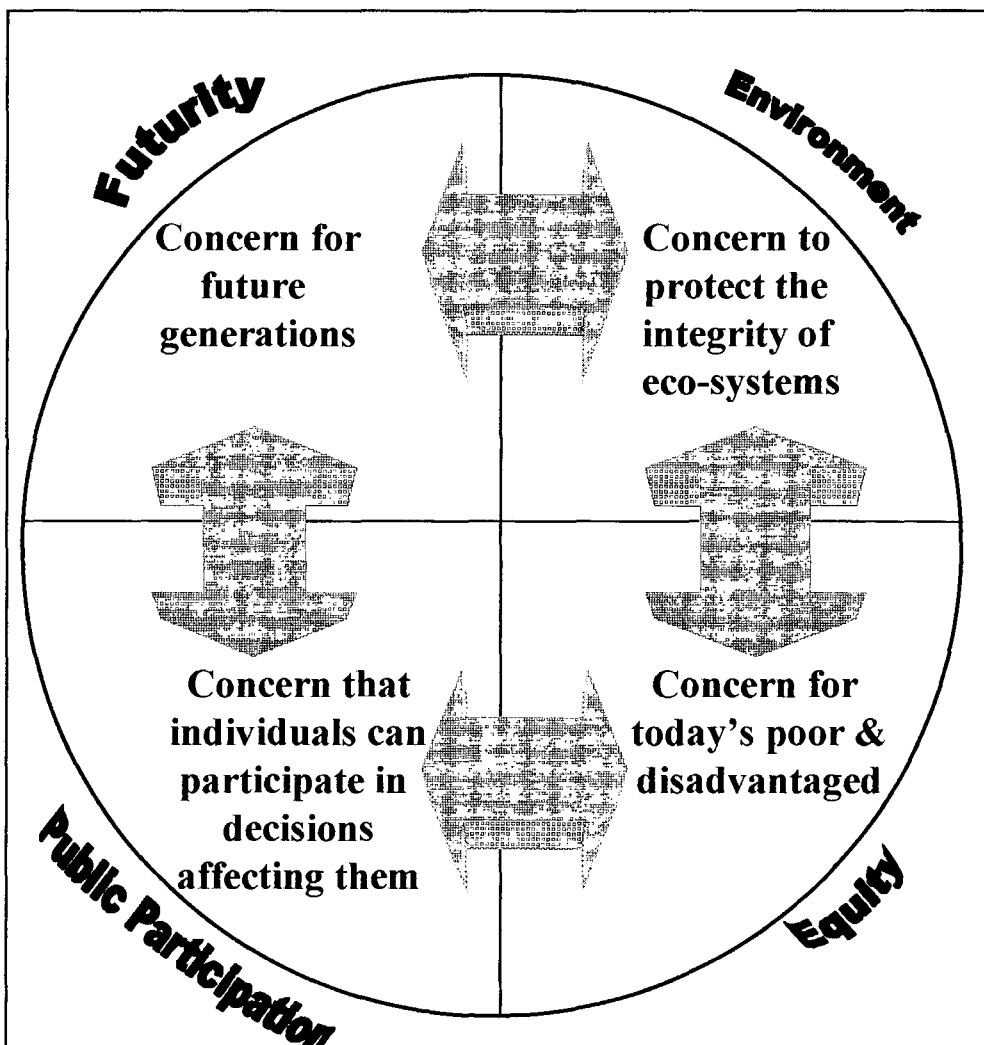 Futurity
Environment
Concern for
future
generations
Concern to
protect the
integrity of
eco-systems
Concern that
individuals can
participate in
decisions
affecting them
Concern for
today's poor &
disadvantaged
Public Participation
Equity